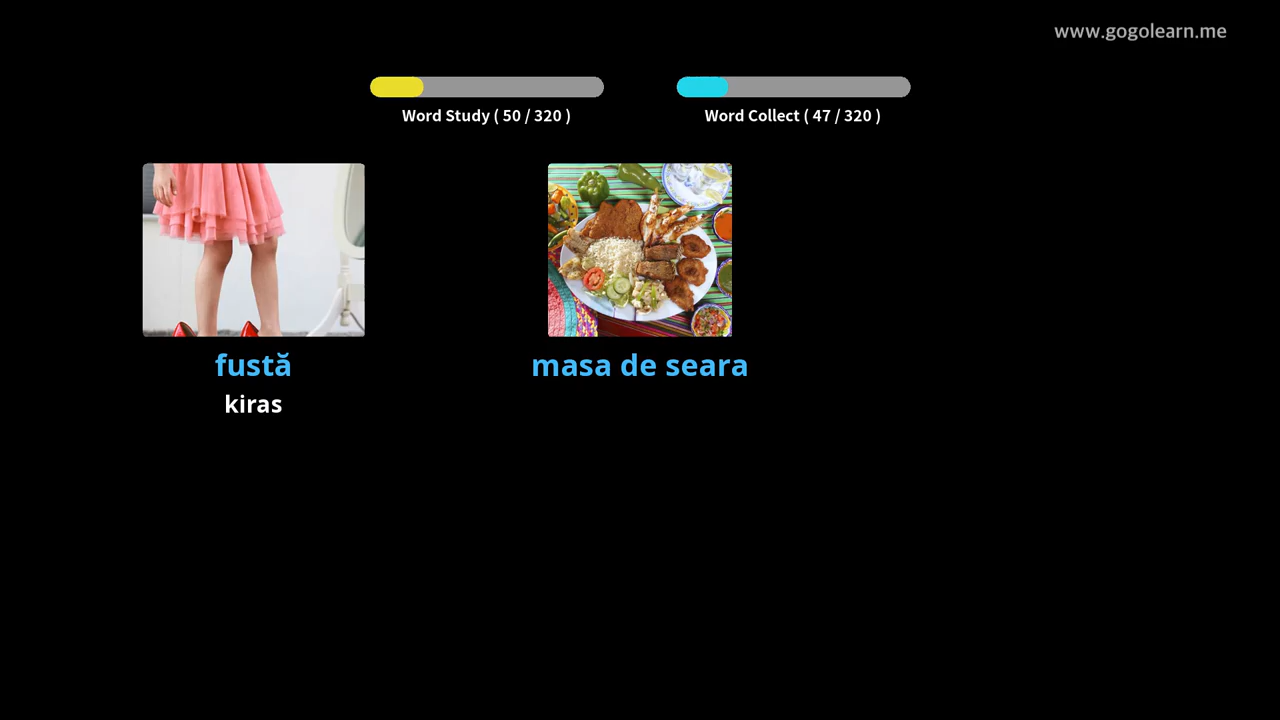 www.gogolearn.me
Word Study ( 50 / 320 )
Word Collect ( 47 / 320 )
fustă
kiras
masa de seara